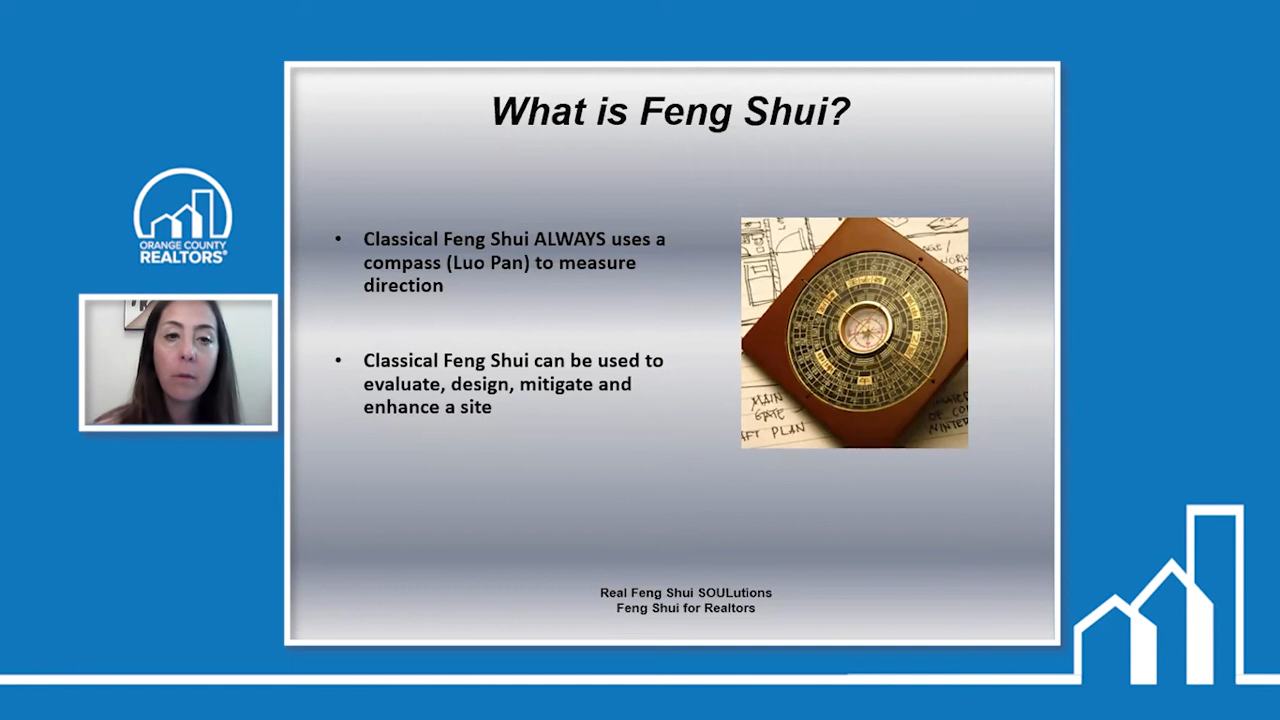 What is Feng Shui?
ORANGE COUNTY
REALTORS®
• Classical Feng Shui ALWAYS uses a
compass (Luo Pan) to measure
direction
• Classical Feng Shui can be used to
evaluate, design, mitigate and
enhance a site
MAIN
GATE
PLAN
Real Feng Shui SOULutions
Feng Shui for Realtors